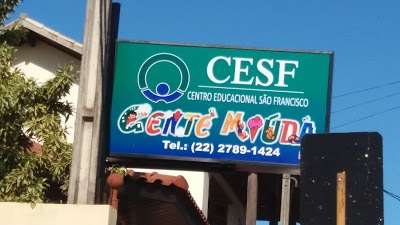 CESF
CENTRO EDUCACIONAL SÃO FRANCISCO
GENTE MIÚDA
Tel.: (22) 2789-1424